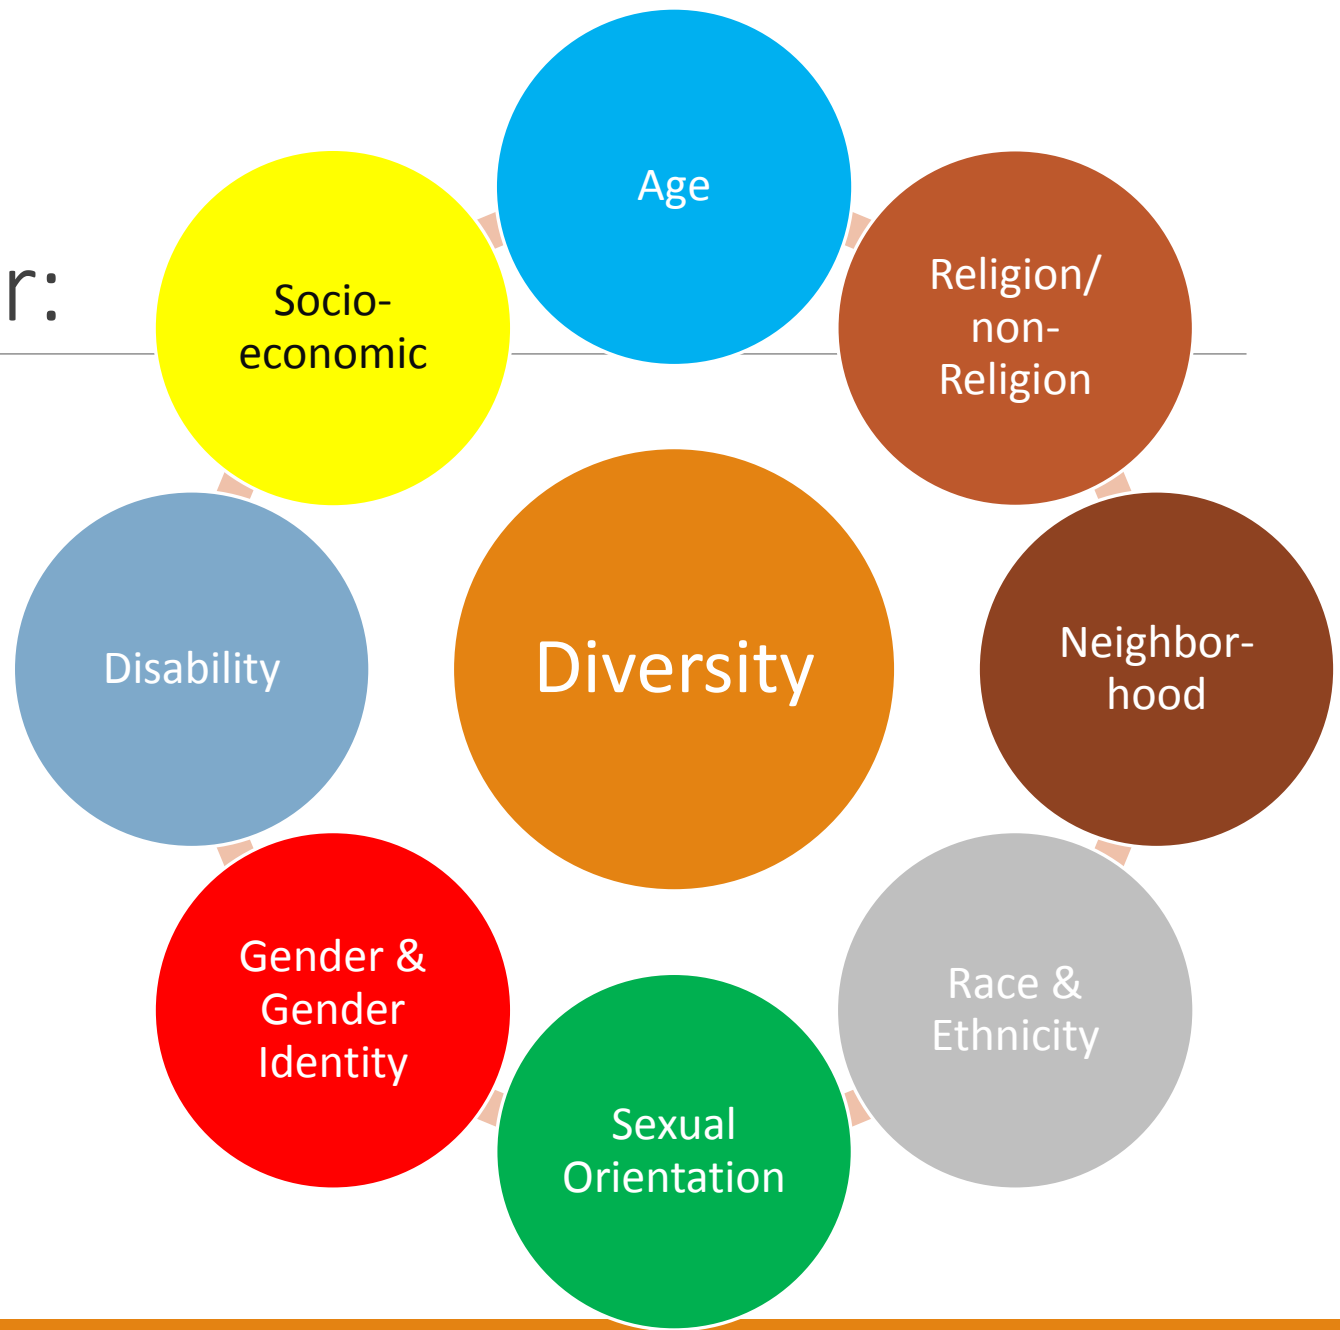 r:
Age
Religion/
non-
Religion
Neighbor-
hood
Race &
Ethnicity
Sexual
Orientation
Gender &
Gender
Identity
Disability
Socio-
economic
Diversity